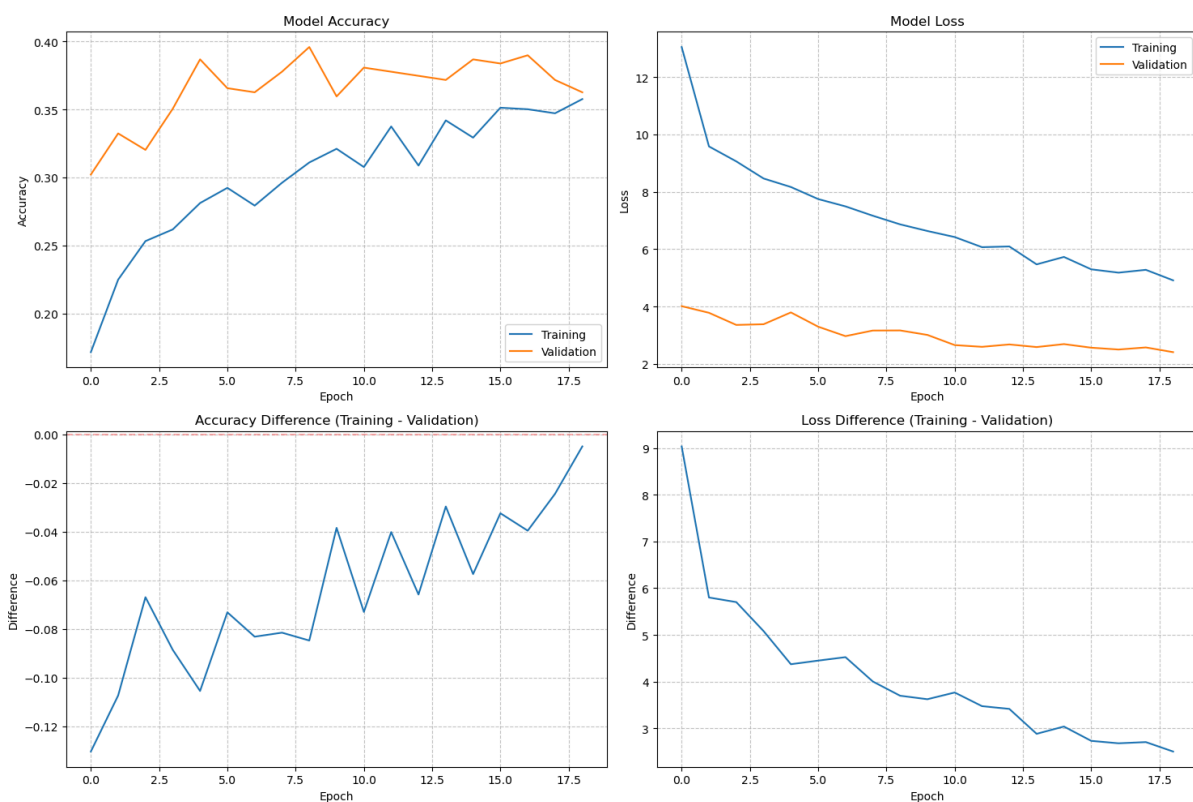 Model Accuracy
0.40
0.35
0.30
0.25
0.20
Accuracy
Training
Validation
0.0 2.5 5.0 7.5 10.0 12.5 15.0 17.5
Epoch
Model Loss
12
10
8
6
4
2
Loss
Training
Validation
0.0 2.5 5.0 7.5 10.0 12.5 15.0 17.5
Epoch
Accuracy Difference (Training - Validation)
0.00
−0.02
−0.04
−0.06
−0.08
−0.10
−0.12
Difference
0.0 2.5 5.0 7.5 10.0 12.5 15.0 17.5
Epoch
Loss Difference (Training - Validation)
9
8
7
6
5
4
3
Difference
0.0 2.5 5.0 7.5 10.0 12.5 15.0 17.5
Epoch